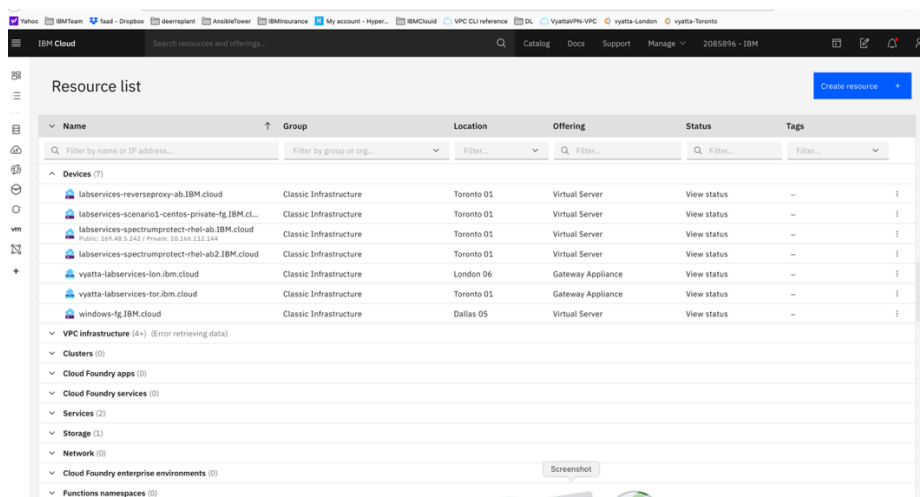 Yahoo IBMTeam faad - Dropbox deerreplant AnsibleTower IBMinsurance My account - Hyper... IBMClouid VPC CLI reference DL VyattaVPN-VPC vyatta-London vyatta-Toronto
IBM Cloud Search resources and offerings... Catalog Docs Support Manage 2085896 - IBM
Resource list
Create resource +
Name Group Location Offering Status Tags
Filter by name or IP address... Filter by group or org... Filter... Filter... Filter... Filter...
Devices (7)
labservices-reverseproxy-ab.IBM.cloud Classic Infrastructure Toronto 01 Virtual Server View status –
labservices-scenario1-centos-private-fg.IBM.cl... Classic Infrastructure Toronto 01 Virtual Server View status –
labservices-spectrumprotect-rhel-ab.IBM.cloud Classic Infrastructure Toronto 01 Virtual Server View status –
Public: 169.48.5.242 / Private: 10.166.112.144
labservices-spectrumprotect-rhel-ab2.IBM.cloud Classic Infrastructure Toronto 01 Virtual Server View status –
vyatta-labservices-lon.ibm.cloud Classic Infrastructure London 06 Gateway Appliance View status –
vyatta-labservices-tor.ibm.cloud Classic Infrastructure Toronto 01 Gateway Appliance View status –
windows-fg.IBM.cloud Classic Infrastructure Dallas 05 Virtual Server View status –
VPC infrastructure (4+) (Error retrieving data)
Clusters (0)
Cloud Foundry apps (0)
Cloud Foundry services (0)
Services (2)
Storage (1)
Network (0)
Cloud Foundry enterprise environments (0)
Screenshot
Functions namespaces (0)
vm